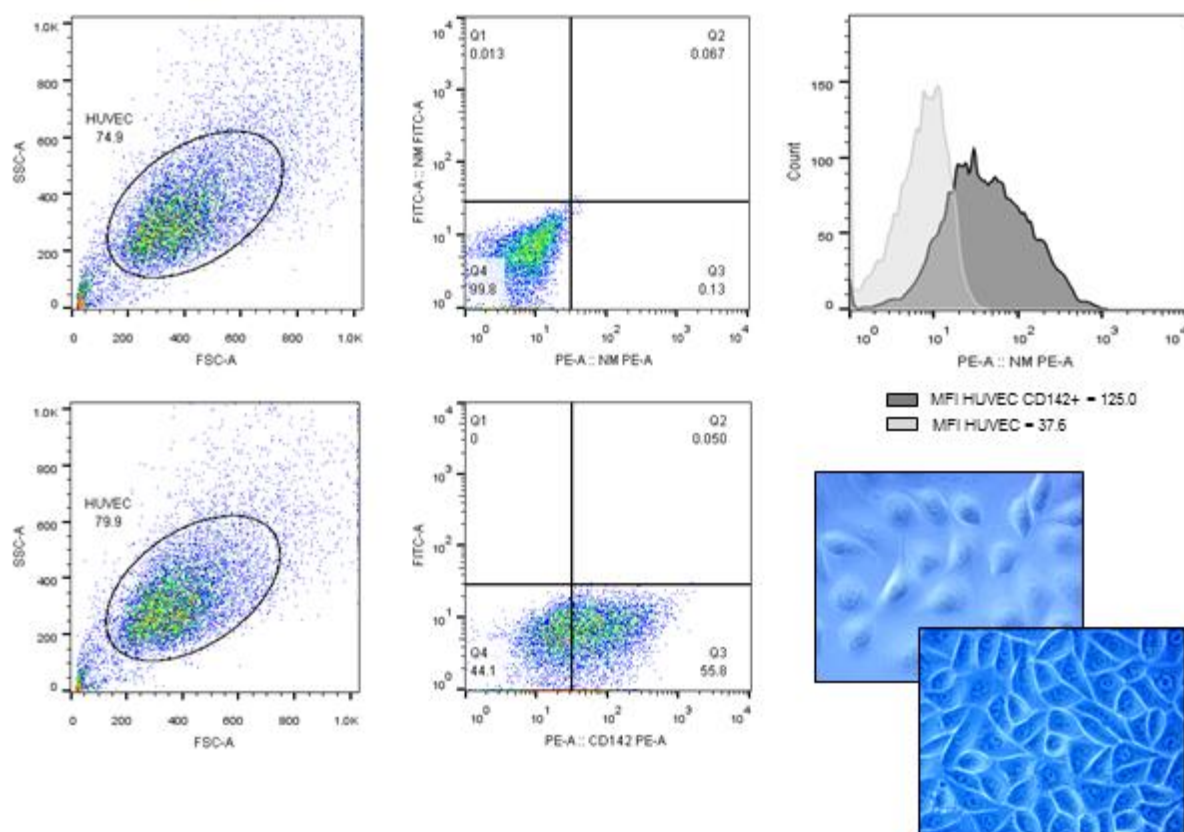 1.0K
800
600
400
200
0
HUVEC
74.9
SSC-A
0 200 400 600 800 1.0K
FSC-A
Q1
0.013
Q2
0.067
Q4
99.8
Q3
0.13
10^4
10^3
10^2
10^1
10^0
FITC-A :: NM FITC-A
10^0 10^1 10^2 10^3 10^4
PE-A :: NM PE-A
150
100
50
0
Count
10^0 10^1 10^2 10^3 10^4
PE-A :: NM PE-A
MFI HUVEC CD142+ = 125.0
MFI HUVEC = 37.6
1.0K
800
600
400
200
0
HUVEC
79.9
SSC-A
0 200 400 600 800 1.0K
FSC-A
Q1
0
Q2
0.050
Q4
44.1
Q3
55.8
10^4
10^3
10^2
10^1
10^0
FITC-A
10^0 10^1 10^2 10^3 10^4
PE-A :: CD142 PE-A